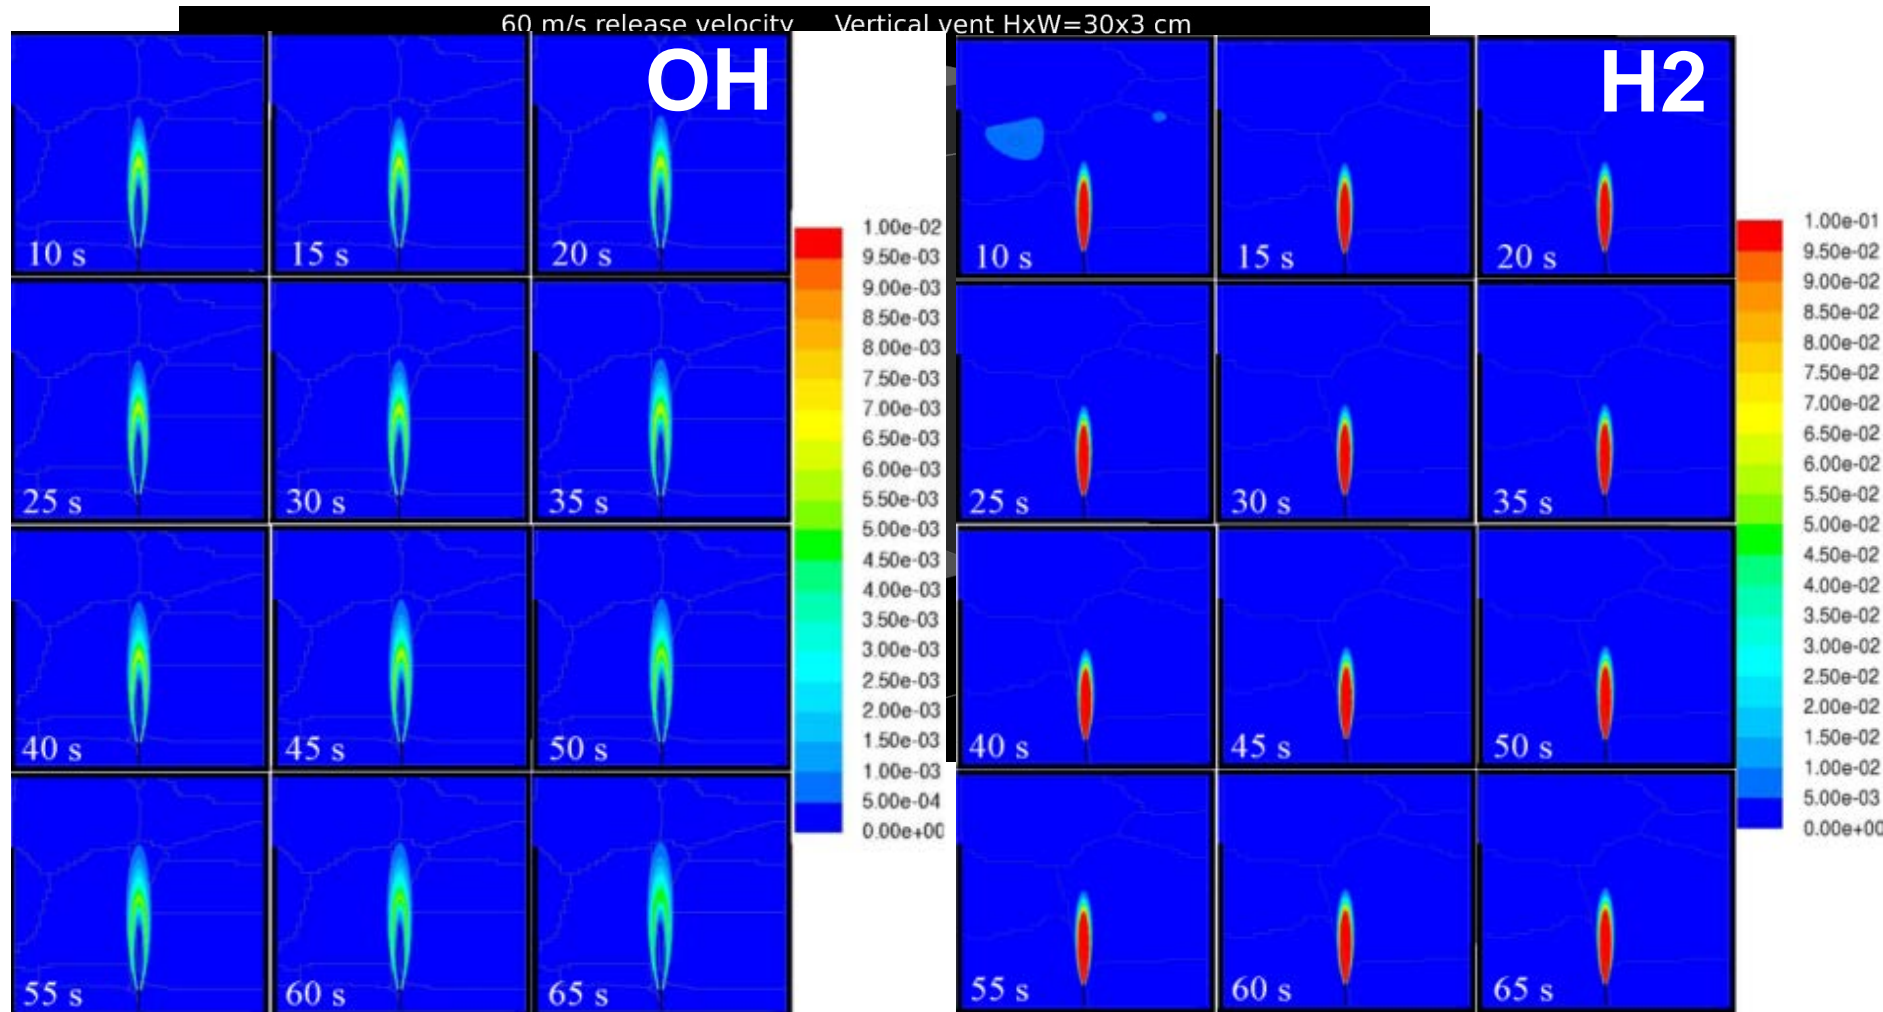 60 m/s release velocity Vertical vent HxW=30x3 cm
OH
10 s 15 s 20 s
25 s 30 s 35 s
40 s 45 s 50 s
55 s 60 s 65 s
1.00e-02
9.50e-03
9.00e-03
8.50e-03
8.00e-03
7.50e-03
7.00e-03
6.50e-03
6.00e-03
5.50e-03
5.00e-03
4.50e-03
4.00e-03
3.50e-03
3.00e-03
2.50e-03
2.00e-03
1.50e-03
1.00e-03
5.00e-04
0.00e+00
H2
10 s 15 s 20 s
25 s 30 s 35 s
40 s 45 s 50 s
55 s 60 s 65 s
1.00e-01
9.50e-02
9.00e-02
8.50e-02
8.00e-02
7.50e-02
7.00e-02
6.50e-02
6.00e-02
5.50e-02
5.00e-02
4.50e-02
4.00e-02
3.50e-02
3.00e-02
2.50e-02
2.00e-02
1.50e-02
1.00e-02
5.00e-03
0.00e+00